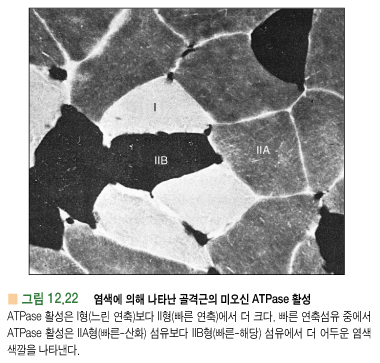 I
IIB
IIA
그림 12,22 염색에 의해 나타난 골격근의 미오신 ATPase 활성
ATPase 활성은 I형(느린 연축)보다 II형(빠른 연축)에서 더 크다. 빠른 연축섬유 중에서
ATPase 활성은 IIA형(빠른-산화) 섬유보다 IIB형(빠른-해당) 섬유에서 더 어두운 염색
색깔을 나타낸다.